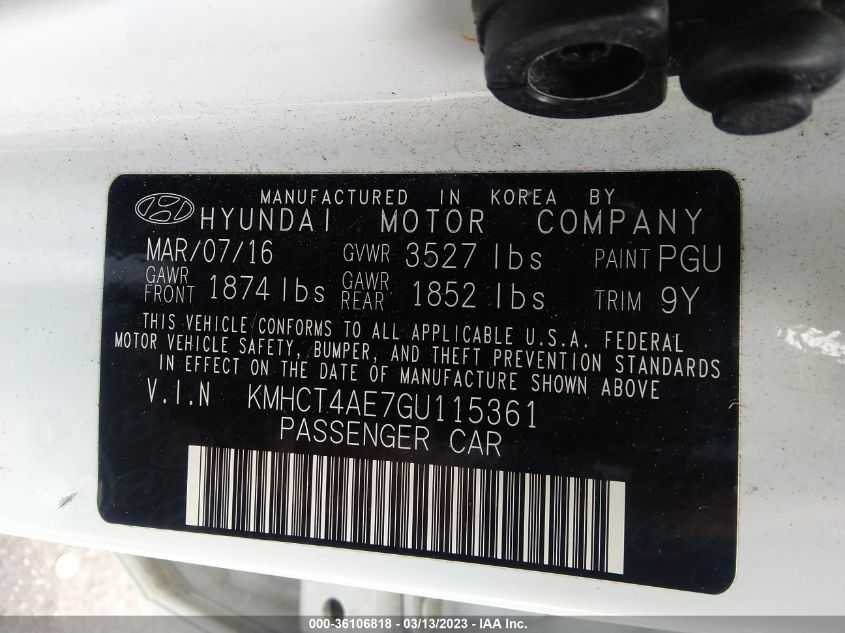 MANUFACTURED IN KOREA BY
HYUNDAI MOTOR COMPANY
MAR/07/16 GVWR 3527 lbs PAINT PGU
GAWR FRONT 1874 lbs GAWR REAR 1852 lbs TRIM 9Y
THIS VEHICLE CONFORMS TO ALL APPLICABLE U.S.A. FEDERAL
MOTOR VEHICLE SAFETY, BUMPER, AND THEFT PREVENTION STANDARDS
IN EFFECT ON THE DATE OF MANUFACTURE SHOWN ABOVE
V.I.N KMHCT4AE7GU115361
PASSENGER CAR
000-36106818 - 03/13/2023 - IAA Inc.